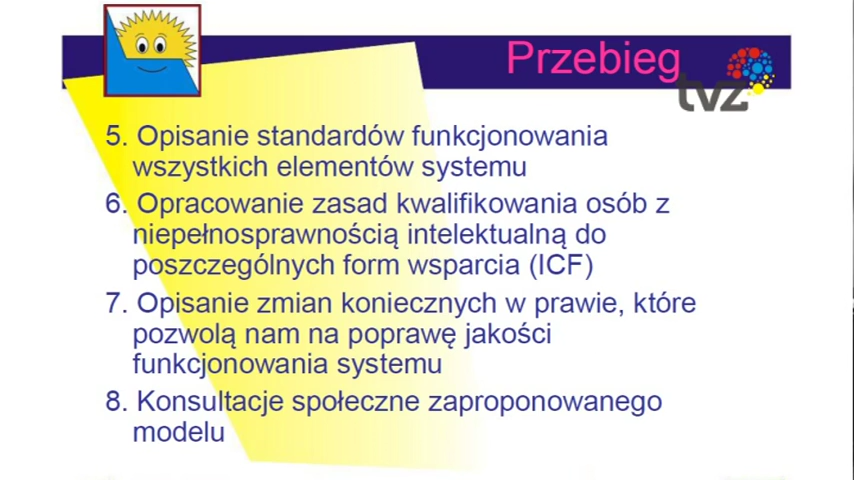 Przebieg
tvz
5. Opisanie standardów funkcjonowania
wszystkich elementów systemu
6. Opracowanie zasad kwalifikowania osób z
niepełnosprawnością intelektualną do
poszczególnych form wsparcia (ICF)
7. Opisanie zmian koniecznych w prawie, które
pozwolą nam na poprawę jakości
funkcjonowania systemu
8. Konsultacje społeczne zaproponowanego
modelu